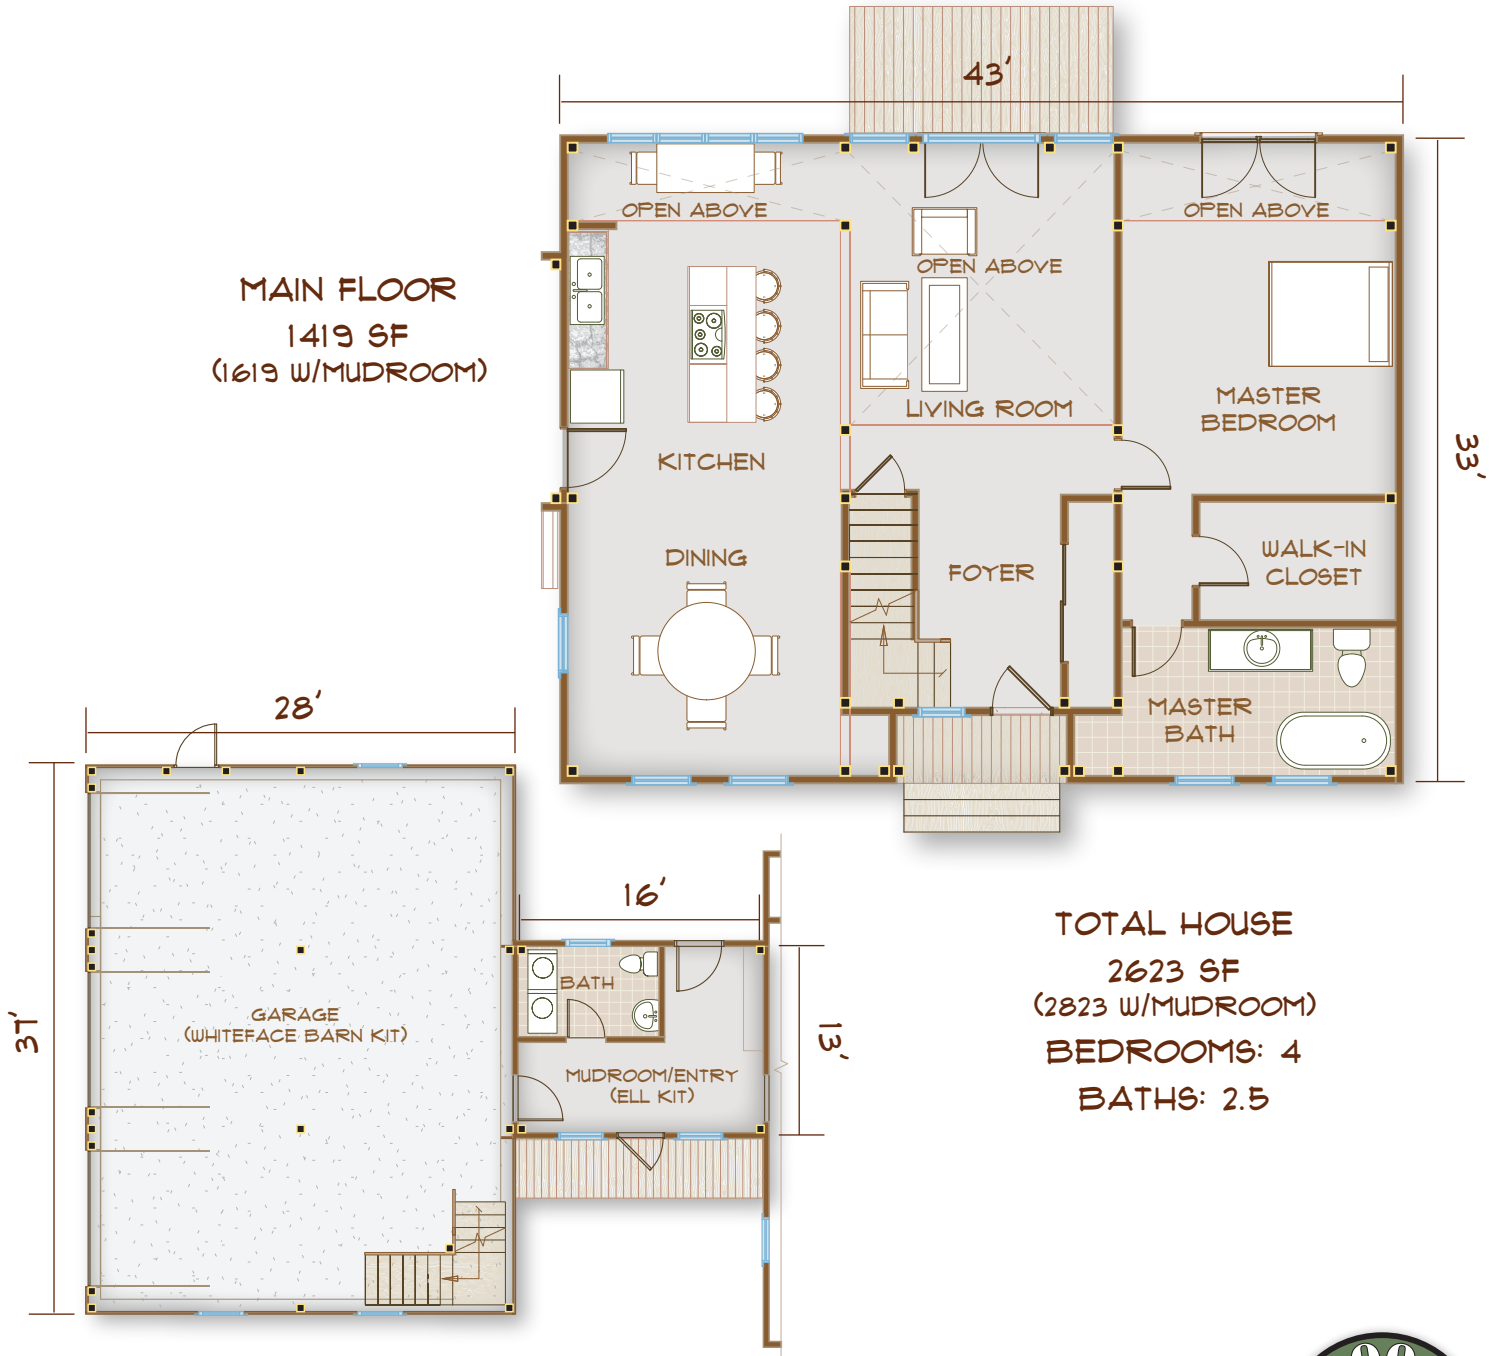 43'
OPEN ABOVE
OPEN ABOVE
OPEN ABOVE
MAIN FLOOR
1419 SF
(1619 W/MUDROOM)
LIVING ROOM
MASTER
BEDROOM
33'
KITCHEN
DINING
FOYER
WALK-IN
CLOSET
MASTER
BATH
28'
16'
TOTAL HOUSE
2623 SF
(2823 W/MUDROOM)
BEDROOMS: 4
BATHS: 2.5
BATH
GARAGE
(WHITEFACE BARN KIT)
37'
13'
MUDROOM/ENTRY
(ELL KIT)